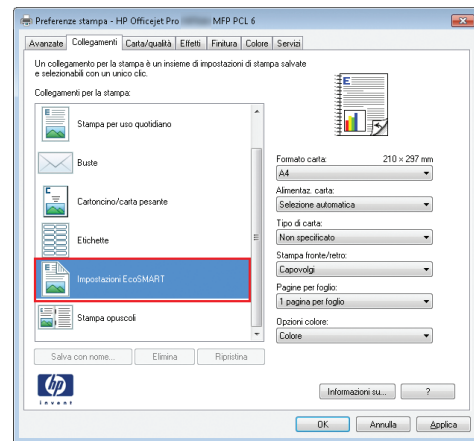 Preferenze stampa - HP Officejet Pro MFP PCL 6
Avanzate Collegamenti Carta/qualità Effetti Finitura Colore Servizi
Un collegamento per la stampa è un insieme di impostazioni di stampa salvate
e selezionabili con un unico clic.
Collegamenti per la stampa:
Stampa per uso quotidiano
Buste
Cartoncino/carta pesante
Etichette
Impostazioni EcoSMART
Stampa opuscoli
Salva con nome... Elimina Ripristina
Formato carta: 210 × 297 mm
A4
Alimentaz. carta:
Selezione automatica
Tipo di carta:
Non specificato
Stampa fronte/retro:
Capovolgi
Pagine per foglio:
1 pagina per foglio
Opzioni colore:
Colore
hp
invent
Informazioni su... ?
OK Annulla Applica